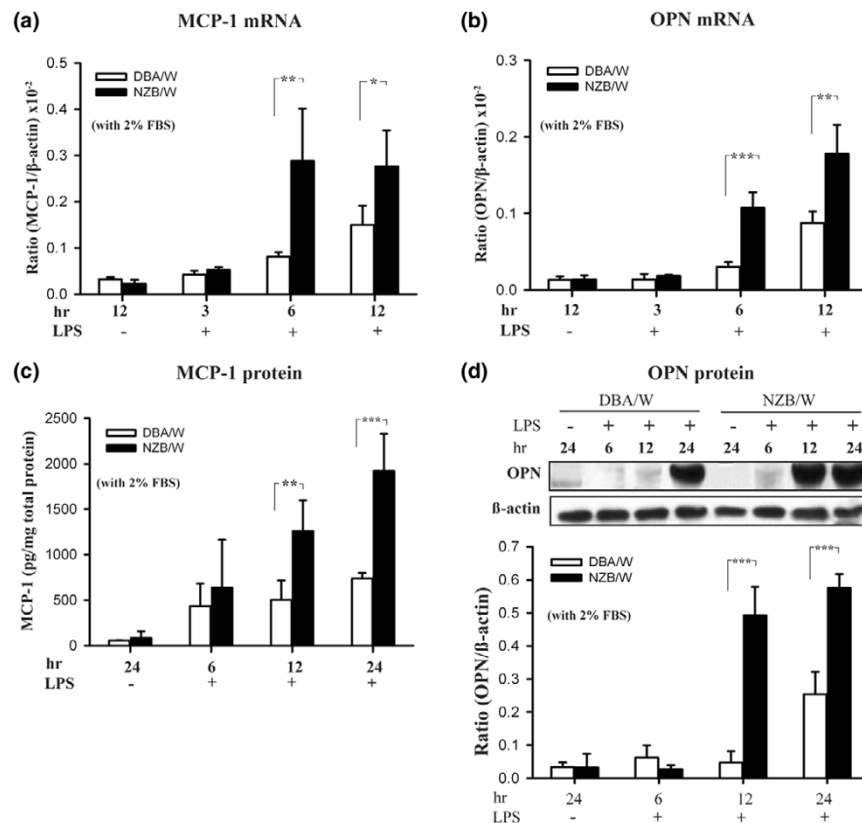 (a) MCP-1 mRNA
Ratio (MCP-1/β-actin) x10⁻²
0.5
0.4
0.3
0.2
0.1
0.0
DBA/W
NZB/W
(with 2% FBS)
** *
hr 12 3 6 12
LPS - + + +
(b) OPN mRNA
Ratio (OPN/β-actin) x10⁻²
0.3
0.2
0.1
0.0
DBA/W
NZB/W
(with 2% FBS)
*** **
hr 12 3 6 12
LPS - + + +
(c) MCP-1 protein
MCP-1 (pg/mg total protein)
2500
2000
1500
1000
500
0
DBA/W
NZB/W
(with 2% FBS)
** ***
hr 24 6 12 24
LPS - + + +
(d) OPN protein
DBA/W NZB/W
LPS - + + + - + + +
hr 24 6 12 24 24 6 12 24
OPN
ß-actin
Ratio (OPN/ß-actin)
0.7
0.6
0.5
0.4
0.3
0.2
0.1
0.0
DBA/W
NZB/W
(with 2% FBS)
*** ***
hr 24 6 12 24
LPS - + + +